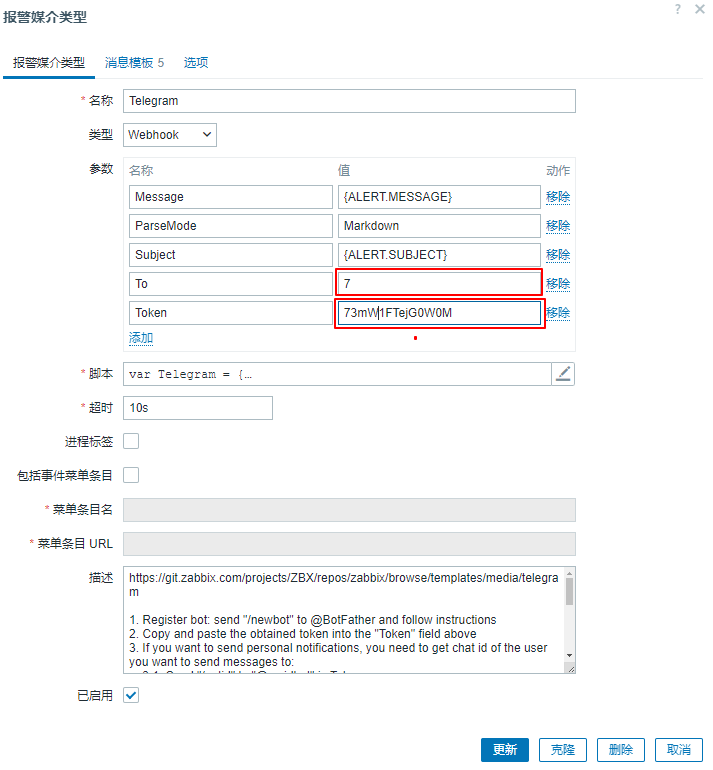 报警媒介类型
? ×
报警媒介类型 消息模板 5 选项
* 名称 Telegram
类型 Webhook
参数 名称 值 动作
Message {ALERT.MESSAGE} 移除
ParseMode Markdown 移除
Subject {ALERT.SUBJECT} 移除
To 7 移除
Token 73mW1FTejG0W0M 移除
添加
* 脚本 var Telegram = {…
* 超时 10s
进程标签
包括事件菜单条目
* 菜单条目名
* 菜单条目 URL
描述 https://git.zabbix.com/projects/ZBX/repos/zabbix/browse/templates/media/telegra
m
1. Register bot: send "/newbot" to @BotFather and follow instructions
2. Copy and paste the obtained token into the "Token" field above
3. If you want to send personal notifications, you need to get chat id of the user
you want to send messages to:
已启用
更新 克隆 删除 取消